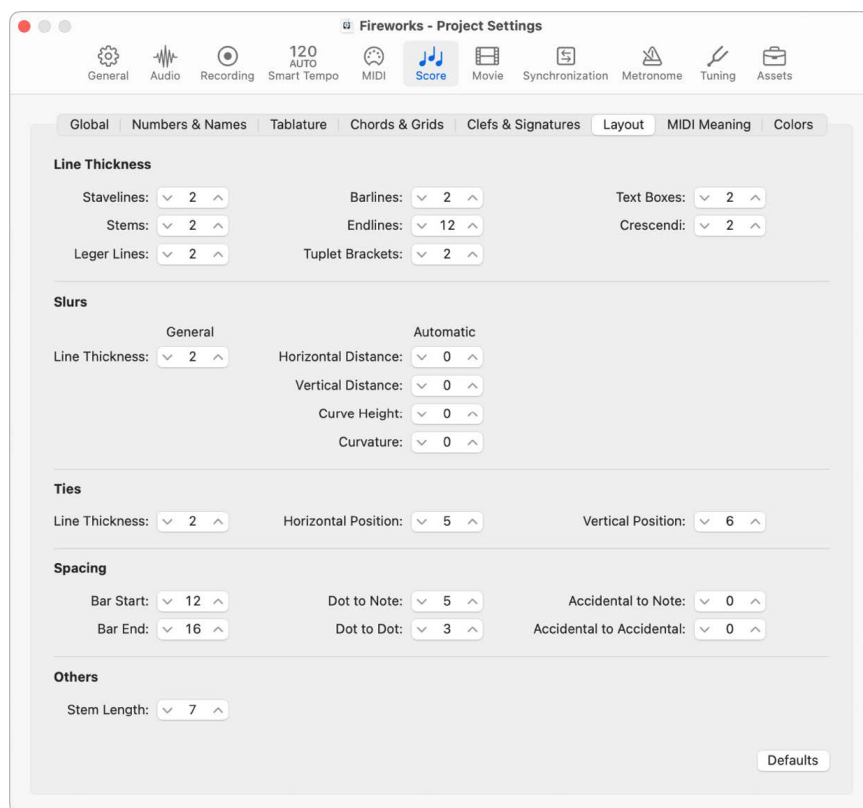 Fireworks - Project Settings
120
AUTO
General Audio Recording Smart Tempo MIDI Score Movie Synchronization Metronome Tuning Assets
Global Numbers & Names Tablature Chords & Grids Clefs & Signatures Layout MIDI Meaning Colors
Line Thickness
Stavelines: 2 Barlines: 2 Text Boxes: 2
Stems: 2 Endlines: 12 Crescendi: 2
Leger Lines: 2 Tuplet Brackets: 2
Slurs
General Automatic
Line Thickness: 2 Horizontal Distance: 0
Vertical Distance: 0
Curve Height: 0
Curvature: 0
Ties
Line Thickness: 2 Horizontal Position: 5 Vertical Position: 6
Spacing
Bar Start: 12 Dot to Note: 5 Accidental to Note: 0
Bar End: 16 Dot to Dot: 3 Accidental to Accidental: 0
Others
Stem Length: 7
Defaults